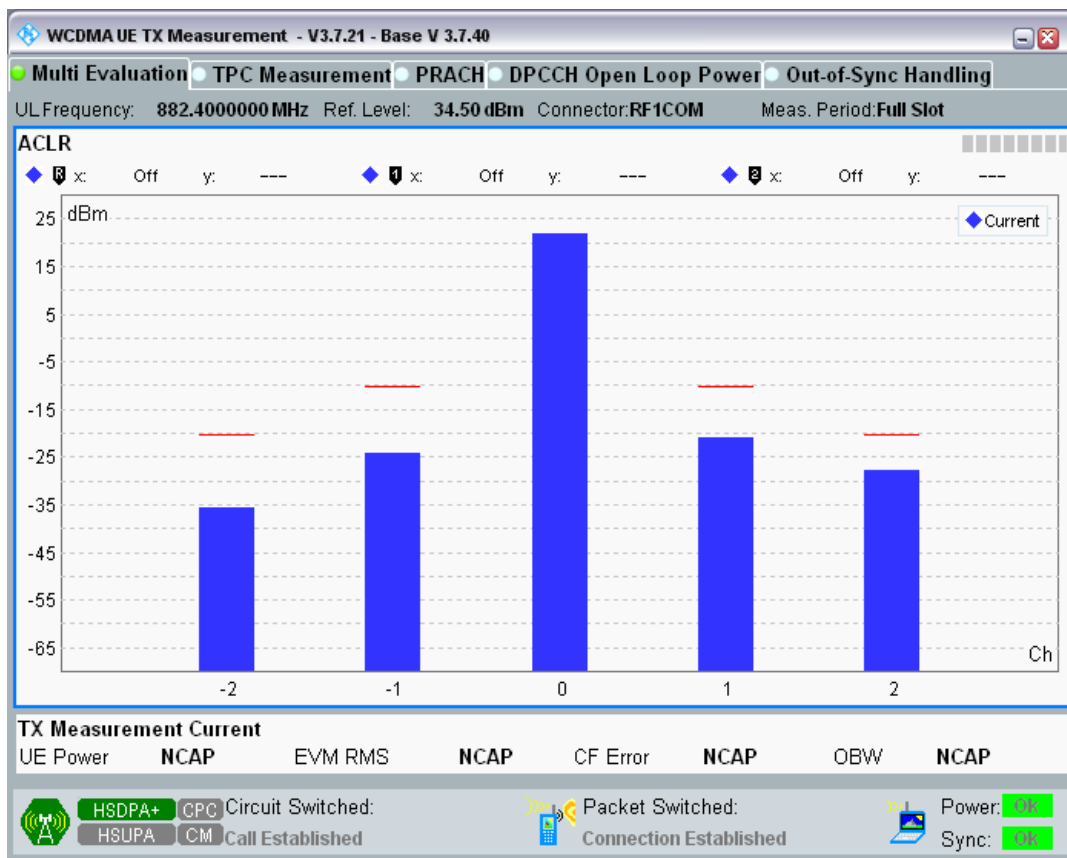 WCDMA UE TX Measurement - V3.7.21 - Base V 3.7.40
Multi Evaluation TPC Measurement PRACH DPCCH Open Loop Power Out-of-Sync Handling
UL Frequency: 882.4000000 MHz Ref. Level: 34.50 dBm Connector:RF1COM Meas. Period:Full Slot
ACLR
R x: Off y: --- 1 x: Off y: --- 2 x: Off y: ---
dBm
Current
25
15
5
-5
-15
-25
-35
-45
-55
-65
Ch
-2 -1 0 1 2
TX Measurement Current
UE Power NCAP EVM RMS NCAP CF Error NCAP OBW NCAP
HSDPA+ CPC Circuit Switched: Packet Switched: Power: Ok
HSUPA CM Call Established Connection Established Sync: Ok